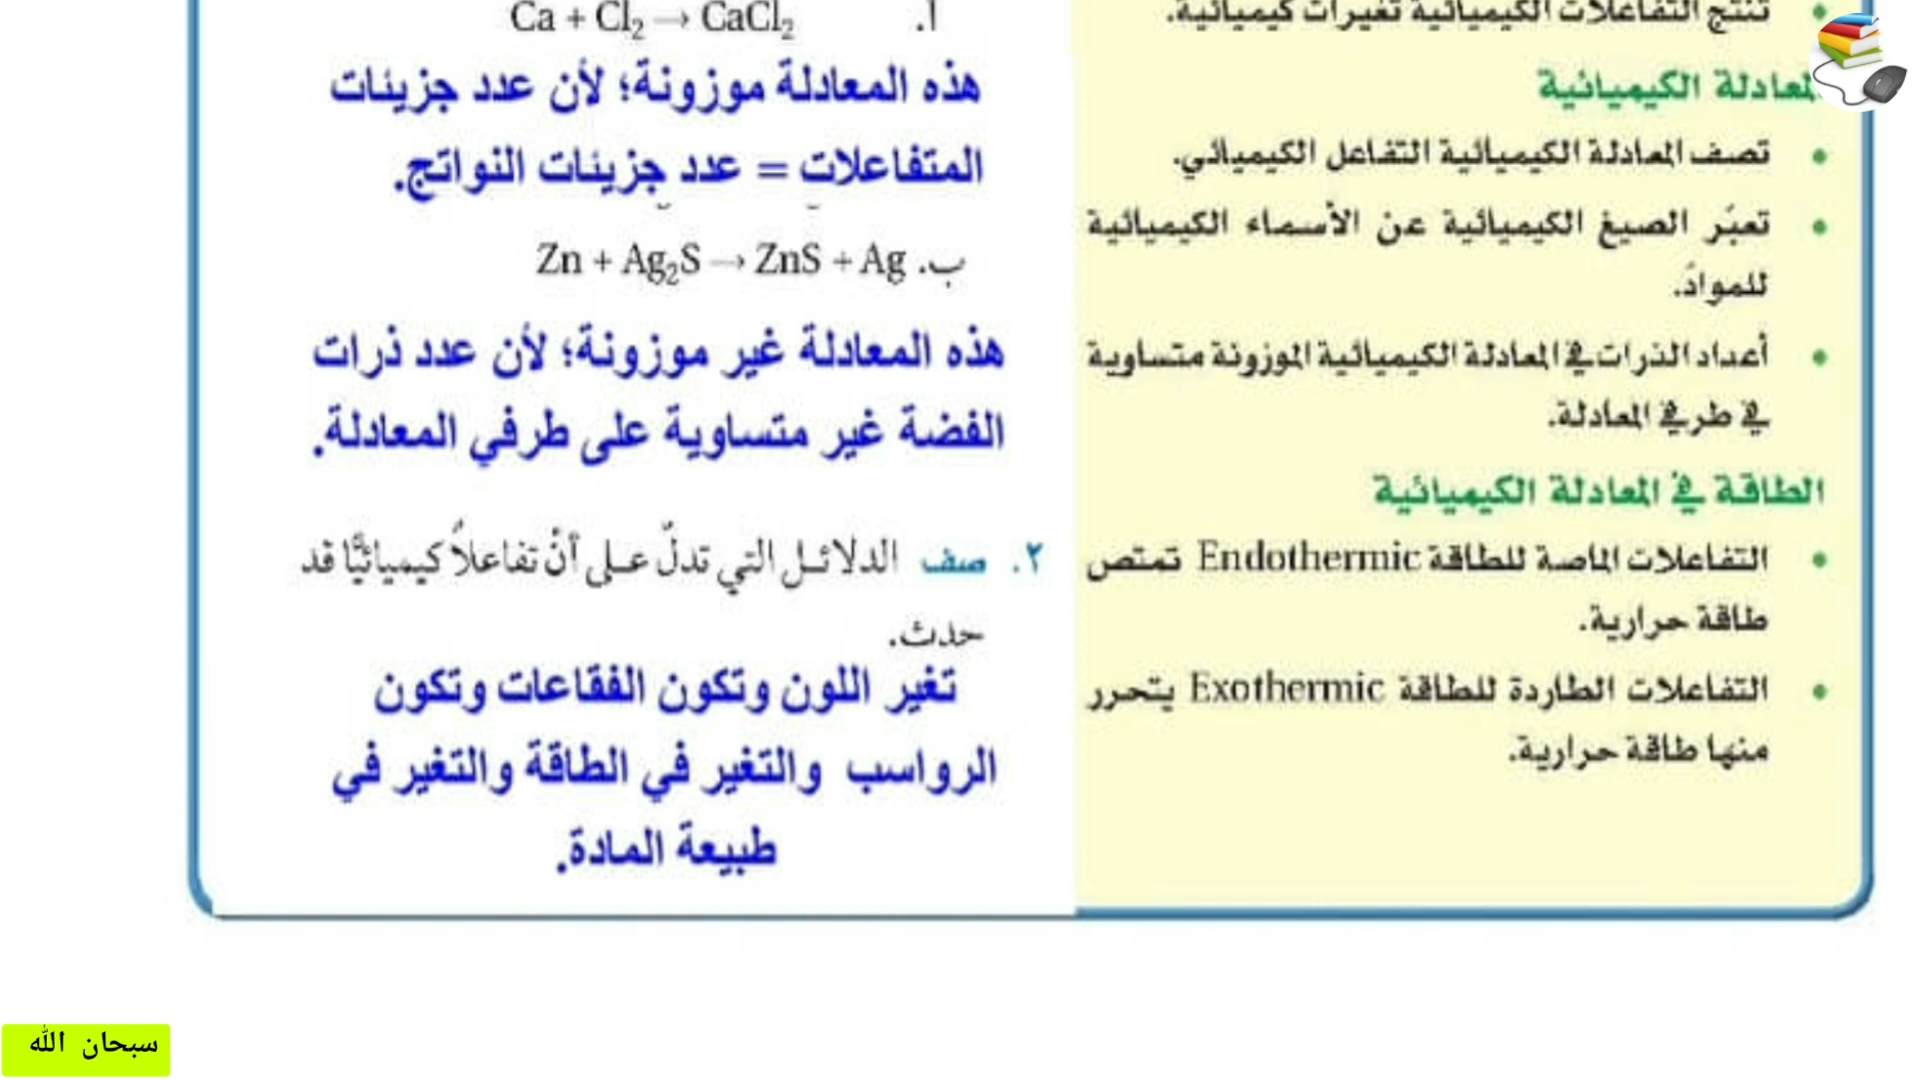 تنتج التفاعلات الكيميائية تغيرات كيميائية.
المعادلة الكيميائية
تصف المعادلة الكيميائية التفاعل الكيميائي.
تعبّر الصيغ الكيميائية عن الأسماء الكيميائية
للموادّ.
أعداد الذرات في المعادلة الكيميائية الموزونة متساوية
في طرفي المعادلة.
الطاقة في المعادلة الكيميائية
التفاعلات الماصة للطاقة Endothermic تمتص
طاقة حرارية.
التفاعلات الطاردة للطاقة Exothermic يتحرر
منها طاقة حرارية.
أ. Ca + Cl₂ → CaCl₂
هذه المعادلة موزونة؛ لأن عدد جزيئات
المتفاعلات = عدد جزيئات النواتج.
ب. Zn + Ag₂S → ZnS + Ag
هذه المعادلة غير موزونة؛ لأن عدد ذرات
الفضة غير متساوية على طرفي المعادلة.
٢. صف الدلائل التي تدلّ على أنّ تفاعلاً كيميائيًّا قد
حدث.
تغير اللون وتكون الفقاعات وتكون
الرواسب والتغير في الطاقة والتغير في
طبيعة المادة.
سبحان الله